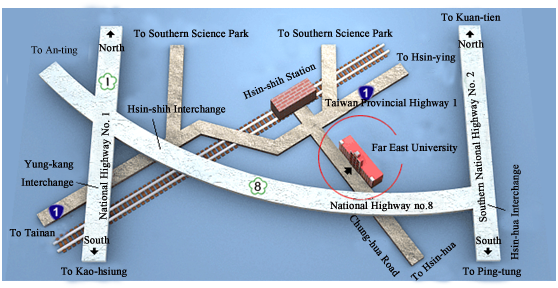 To Kuan-tien
To Southern Science Park
To Southern Science Park
North
North
To An-ting
To Hsin-ying
Hsin-shih Station
1
1
Taiwan Provincial Highway 1
Hsin-shih Interchange
National Highway No. 1
Southern National Highway No. 2
Far East University
Yung-kang
Interchange
8
National Highway no.8
Hsin-hua Interchange
1
To Tainan
Chung-hua Road
To Hsin-hua
South
South
To Kao-hsiung
To Ping-tung